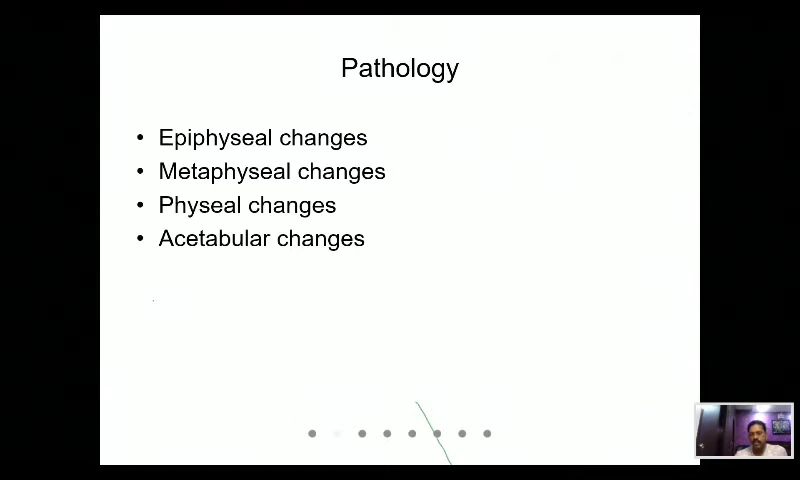 Pathology
• Epiphyseal changes
• Metaphyseal changes
• Physeal changes
• Acetabular changes